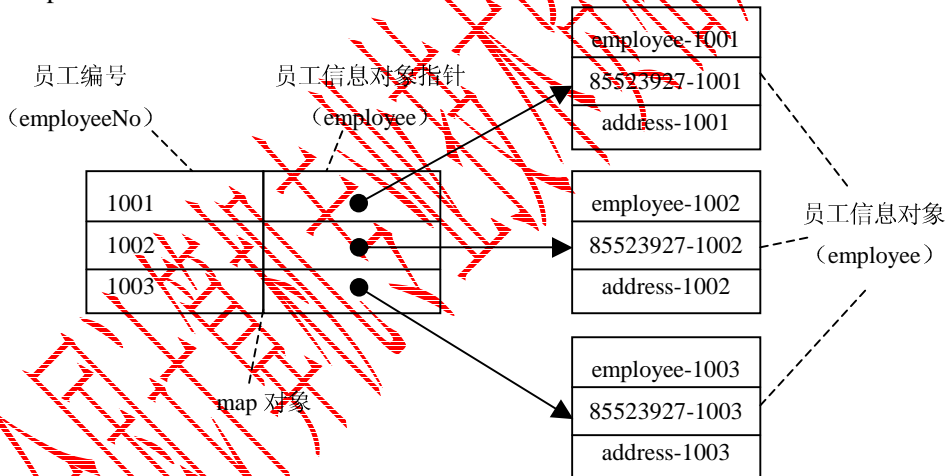 employee-1001
85523927-1001
address-1001
员工编号
（employeeNo）
员工信息对象指针
（employee）
1001
1002
1003
employee-1002
85523927-1002
address-1002
员工信息对象
（employee）
map 对象
employee-1003
85523927-1003
address-1003